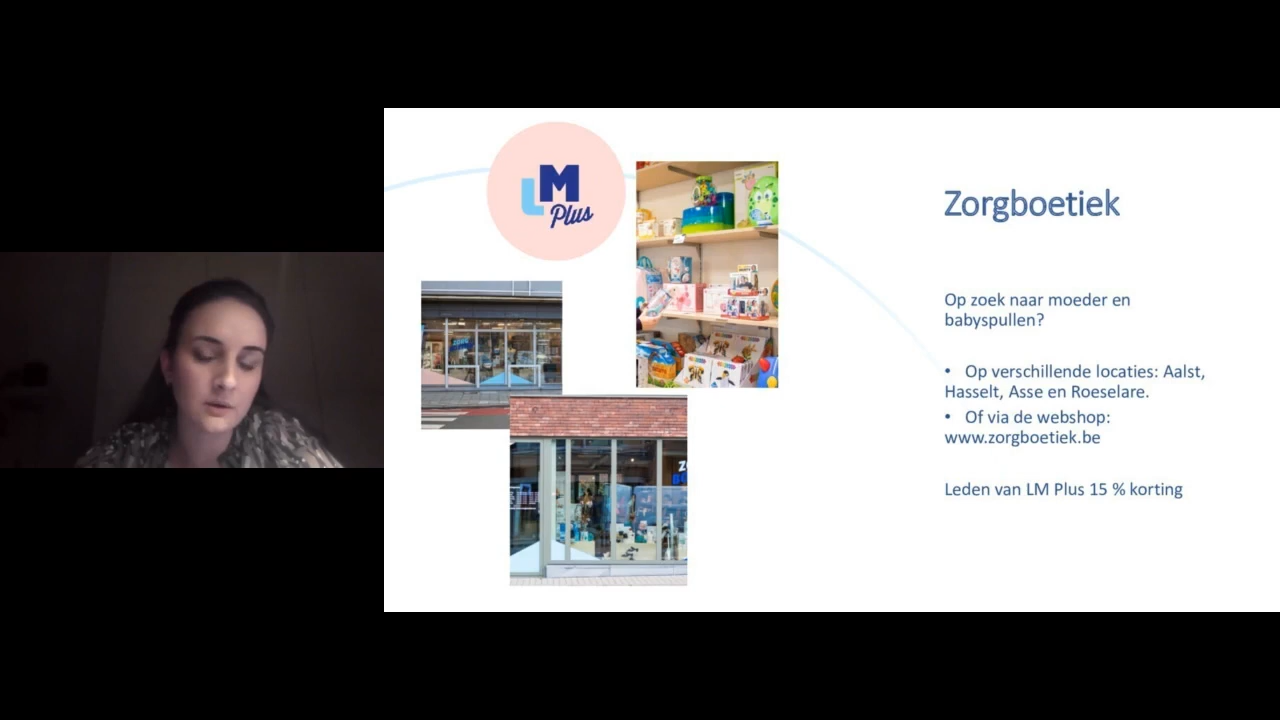 LM
Plus
Zorgboetiek
Op zoek naar moeder en
babyspullen?
• Op verschillende locaties: Aalst,
Hasselt, Asse en Roeselare.
• Of via de webshop:
www.zorgboetiek.be
Leden van LM Plus 15 % korting